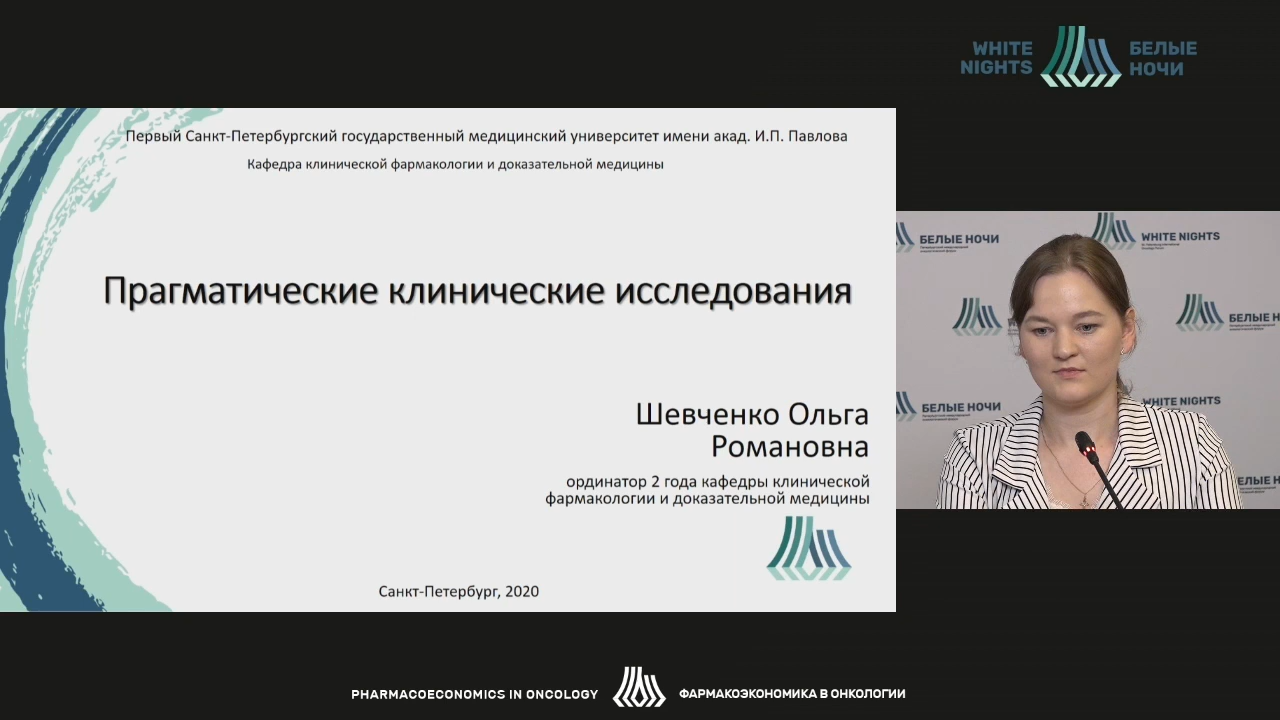 WHITE
NIGHTS
БЕЛЫЕ
НОЧИ
Первый Санкт-Петербургский государственный медицинский университет имени акад. И.П. Павлова
Кафедра клинической фармакологии и доказательной медицины
Прагматические клинические исследования
Шевченко Ольга
Романовна
ординатор 2 года кафедры клинической
фармакологии и доказательной медицины
Санкт-Петербург, 2020
БЕЛЫЕ НОЧИ
WHITE NIGHTS
БЕЛЫЕ Н
БЕЛЫЕ НОЧИ
WHITE NIGHTS
БЕЛЫЕ Н
PHARMACOECONOMICS IN ONCOLOGY
ФАРМАКОЭКОНОМИКА В ОНКОЛОГИИ